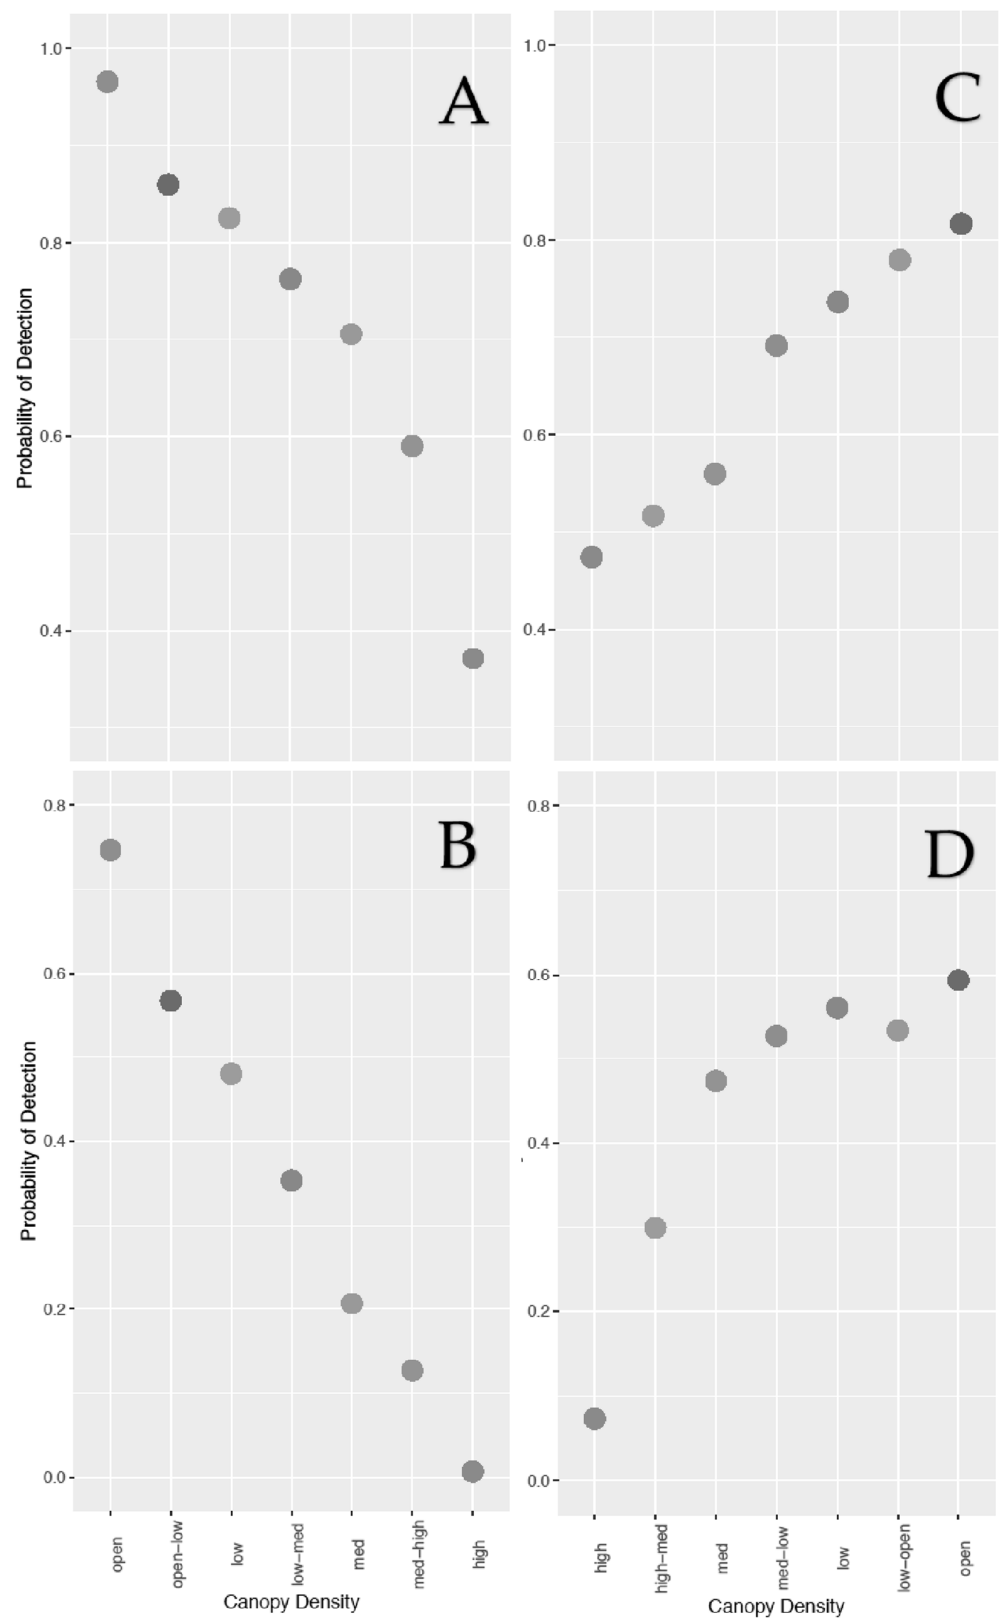 A
1.0
0.8
0.6
0.4
Probability of Detection
C
1.0
0.8
0.6
0.4
B
0.8
0.6
0.4
0.2
0.0
Probability of Detection
open
open-low
low
low-med
med
med-high
high
Canopy Density
D
0.8
0.6
0.4
0.2
0.0
high
high-med
med
med-low
low
low-open
open
Canopy Density